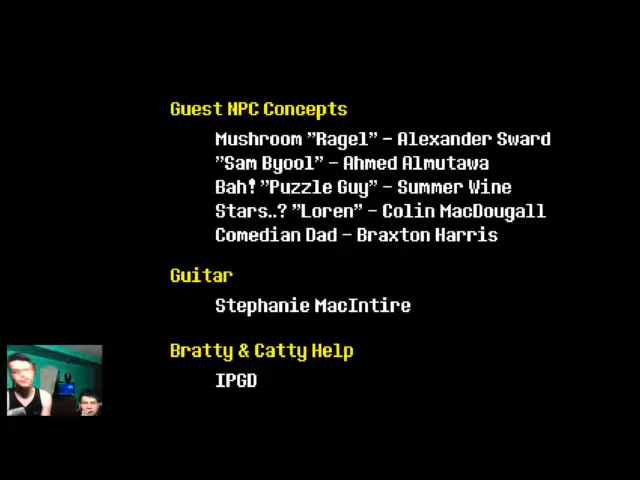 Guest NPC Concepts
Mushroom "Ragel" - Alexander Sward
"Sam Byool" - Ahmed Almutawa
Bah! "Puzzle Guy" - Summer Wine
Stars..? "Loren" - Colin MacDougall
Comedian Dad - Braxton Harris
Guitar
Stephanie MacIntire
Bratty & Catty Help
IPGD